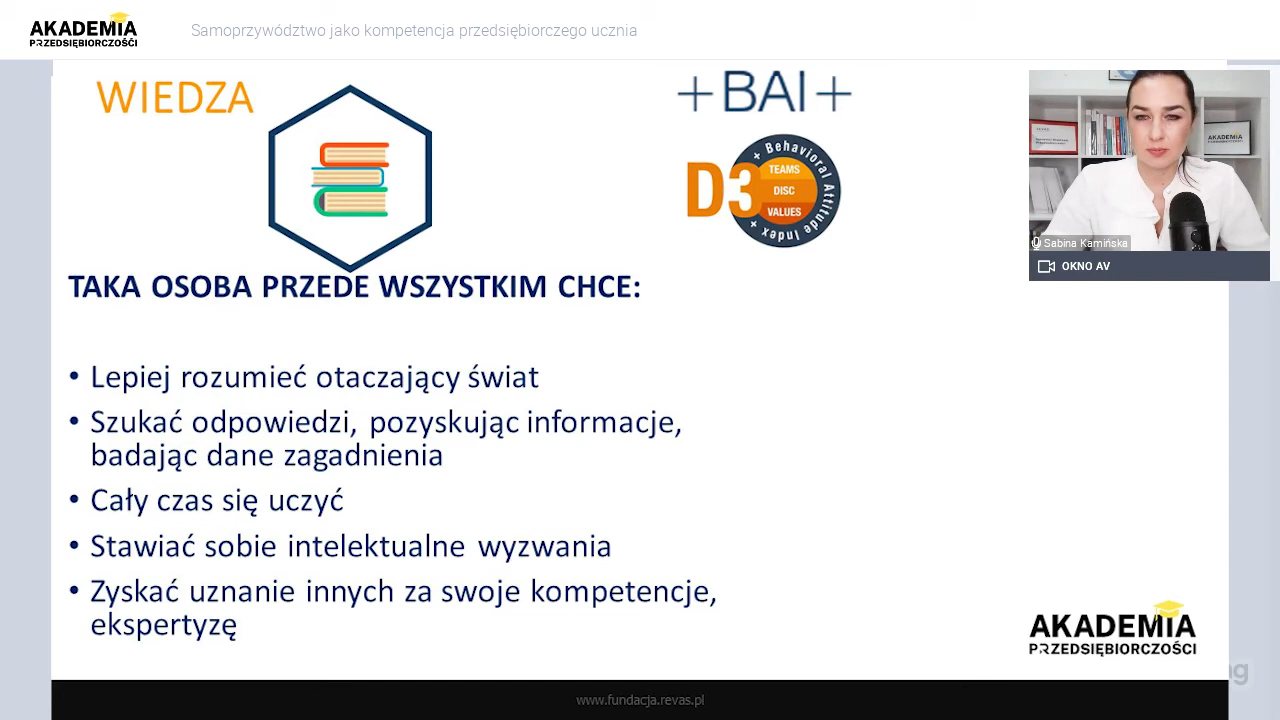 AKADEMIA
PRZEDSIĘBIORCZOŚCI
Samoprzywództwo jako kompetencja przedsiębiorczego ucznia
WIEDZA
+BAI+
D3
+ Behavioral Attitude Index +
TEAMS
DISC
VALUES
AKADEMIA
Sabina Kamińska
OKNO AV
TAKA OSOBA PRZEDE WSZYSTKIM CHCE:
• Lepiej rozumieć otaczający świat
• Szukać odpowiedzi, pozyskując informacje,
badając dane zagadnienia
• Cały czas się uczyć
• Stawiać sobie intelektualne wyzwania
• Zyskać uznanie innych za swoje kompetencje,
ekspertyzę
AKADEMIA
PRZEDSIĘBIORCZOŚCI
www.fundacja.revas.pl